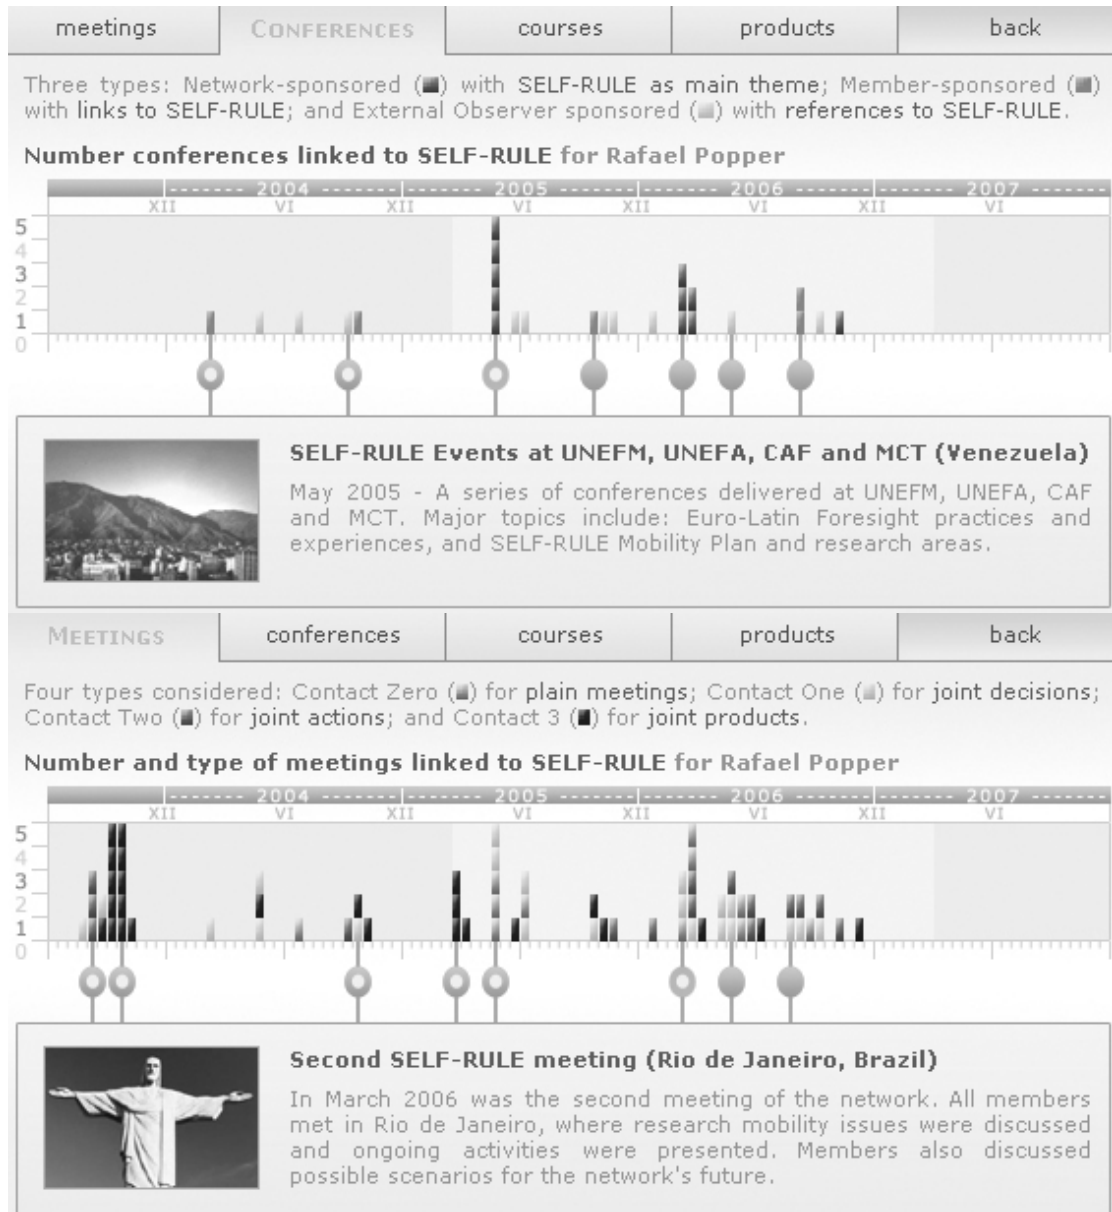 meetings CONFERENCES courses products back
Three types: Network-sponsored () with SELF-RULE as main theme; Member-sponsored ()
with links to SELF-RULE; and External Observer sponsored () with references to SELF-RULE.
Number conferences linked to SELF-RULE for Rafael Popper
2004 2005 2006 2007
XII VI XII VI XII VI XII VI
5
4
3
2
1
0
SELF-RULE Events at UNEFM, UNEFA, CAF and MCT (Venezuela)
May 2005 - A series of conferences delivered at UNEFM, UNEFA, CAF
and MCT. Major topics include: Euro-Latin Foresight practices and
experiences, and SELF-RULE Mobility Plan and research areas.
MEETINGS conferences courses products back
Four types considered: Contact Zero () for plain meetings; Contact One () for joint decisions;
Contact Two () for joint actions; and Contact 3 () for joint products.
Number and type of meetings linked to SELF-RULE for Rafael Popper
2004 2005 2006 2007
XII VI XII VI XII VI XII VI
5
4
3
2
1
0
Second SELF-RULE meeting (Rio de Janeiro, Brazil)
In March 2006 was the second meeting of the network. All members
met in Rio de Janeiro, where research mobility issues were discussed
and ongoing activities were presented. Members also discussed
possible scenarios for the network's future.